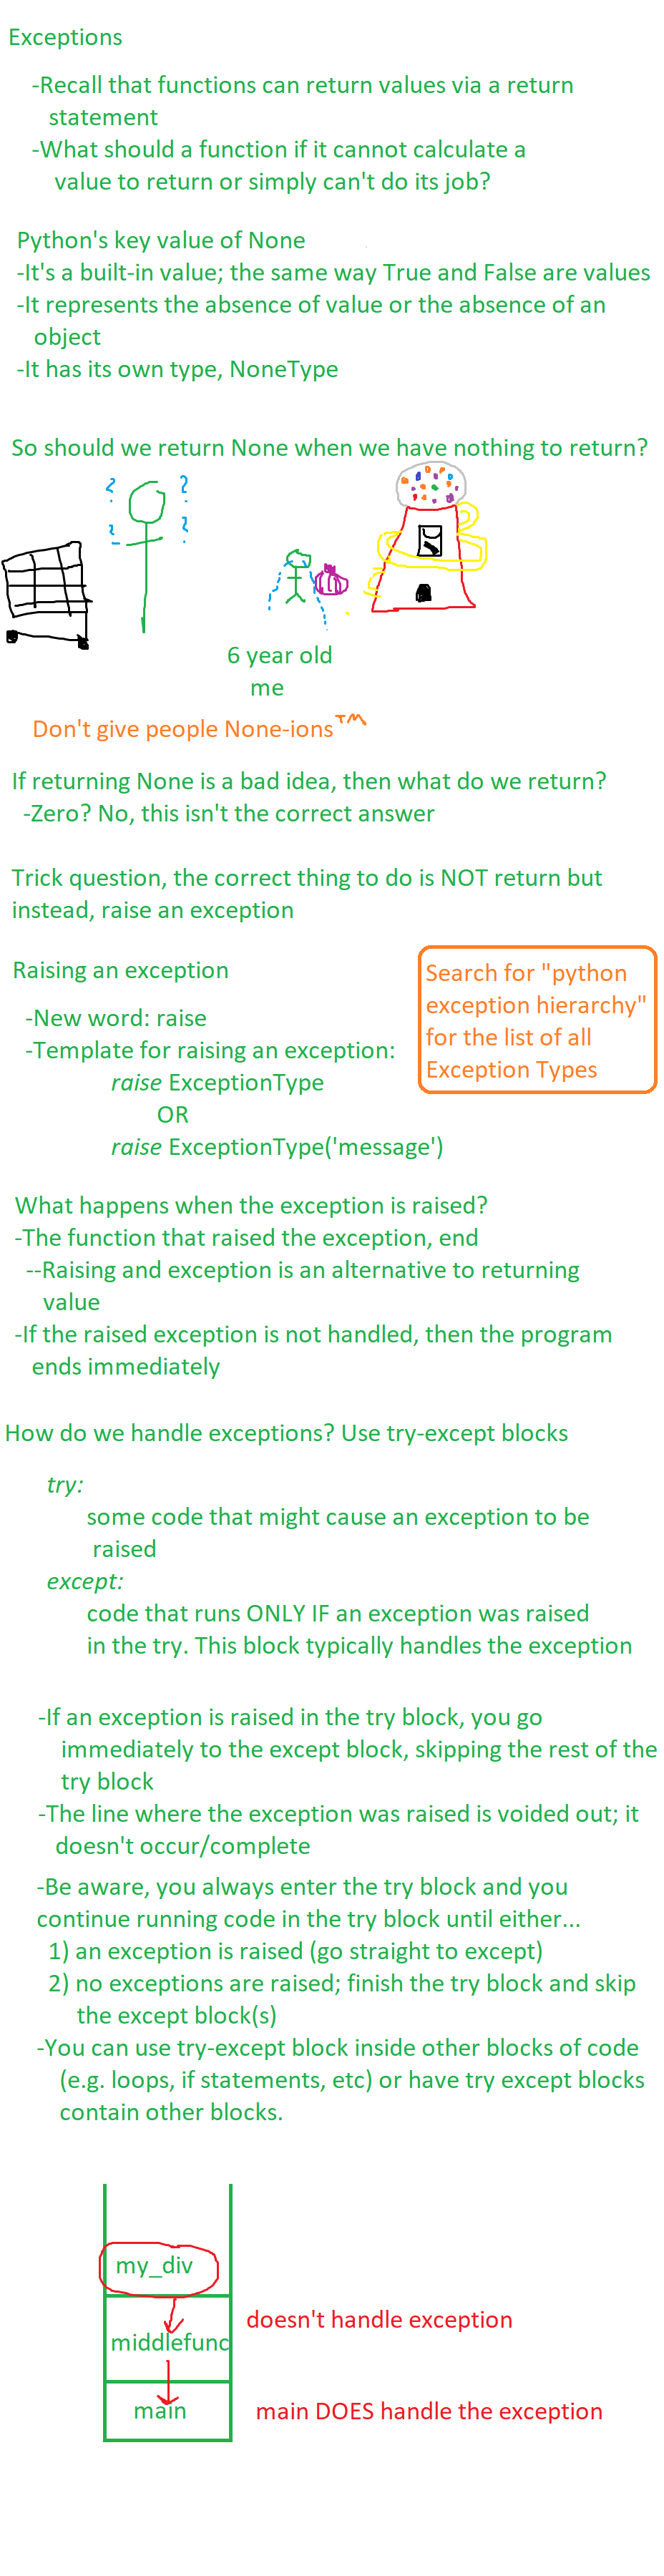 Exceptions
-Recall that functions can return values via a return
statement
-What should a function if it cannot calculate a
value to return or simply can't do its job?
Python's key value of None
-It's a built-in value; the same way True and False are values
-It represents the absence of value or the absence of an
object
-It has its own type, NoneType
So should we return None when we have nothing to return?
? ?
? ?
6 year old
me
Don't give people None-ions™
If returning None is a bad idea, then what do we return?
-Zero? No, this isn't the correct answer
Trick question, the correct thing to do is NOT return but
instead, raise an exception
Raising an exception
Search for "python
exception hierarchy"
for the list of all
Exception Types
-New word: raise
-Template for raising an exception:
raise ExceptionType
OR
raise ExceptionType('message')
What happens when the exception is raised?
-The function that raised the exception, end
--Raising and exception is an alternative to returning
value
-If the raised exception is not handled, then the program
ends immediately
How do we handle exceptions? Use try-except blocks
try:
some code that might cause an exception to be
raised
except:
code that runs ONLY IF an exception was raised
in the try. This block typically handles the exception
-If an exception is raised in the try block, you go
immediately to the except block, skipping the rest of the
try block
-The line where the exception was raised is voided out; it
doesn't occur/complete
-Be aware, you always enter the try block and you
continue running code in the try block until either...
1) an exception is raised (go straight to except)
2) no exceptions are raised; finish the try block and skip
the except block(s)
-You can use try-except block inside other blocks of code
(e.g. loops, if statements, etc) or have try except blocks
contain other blocks.
my_div
doesn't handle exception
middlefunc
main
main DOES handle the exception